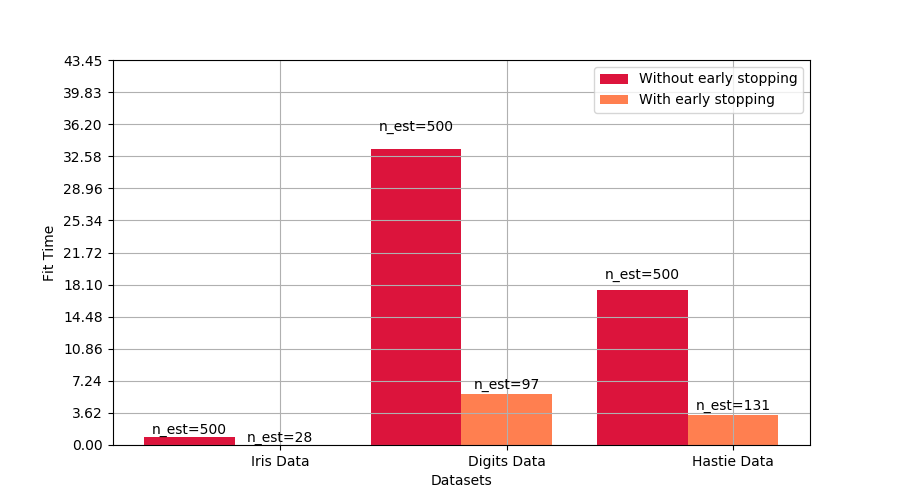 43.45
39.83
36.20
32.58
28.96
25.34
21.72
18.10
14.48
10.86
7.24
3.62
0.00
Fit Time
Without early stopping
With early stopping
n_est=500
n_est=28
n_est=500
n_est=97
n_est=500
n_est=131
Iris Data
Digits Data
Hastie Data
Datasets